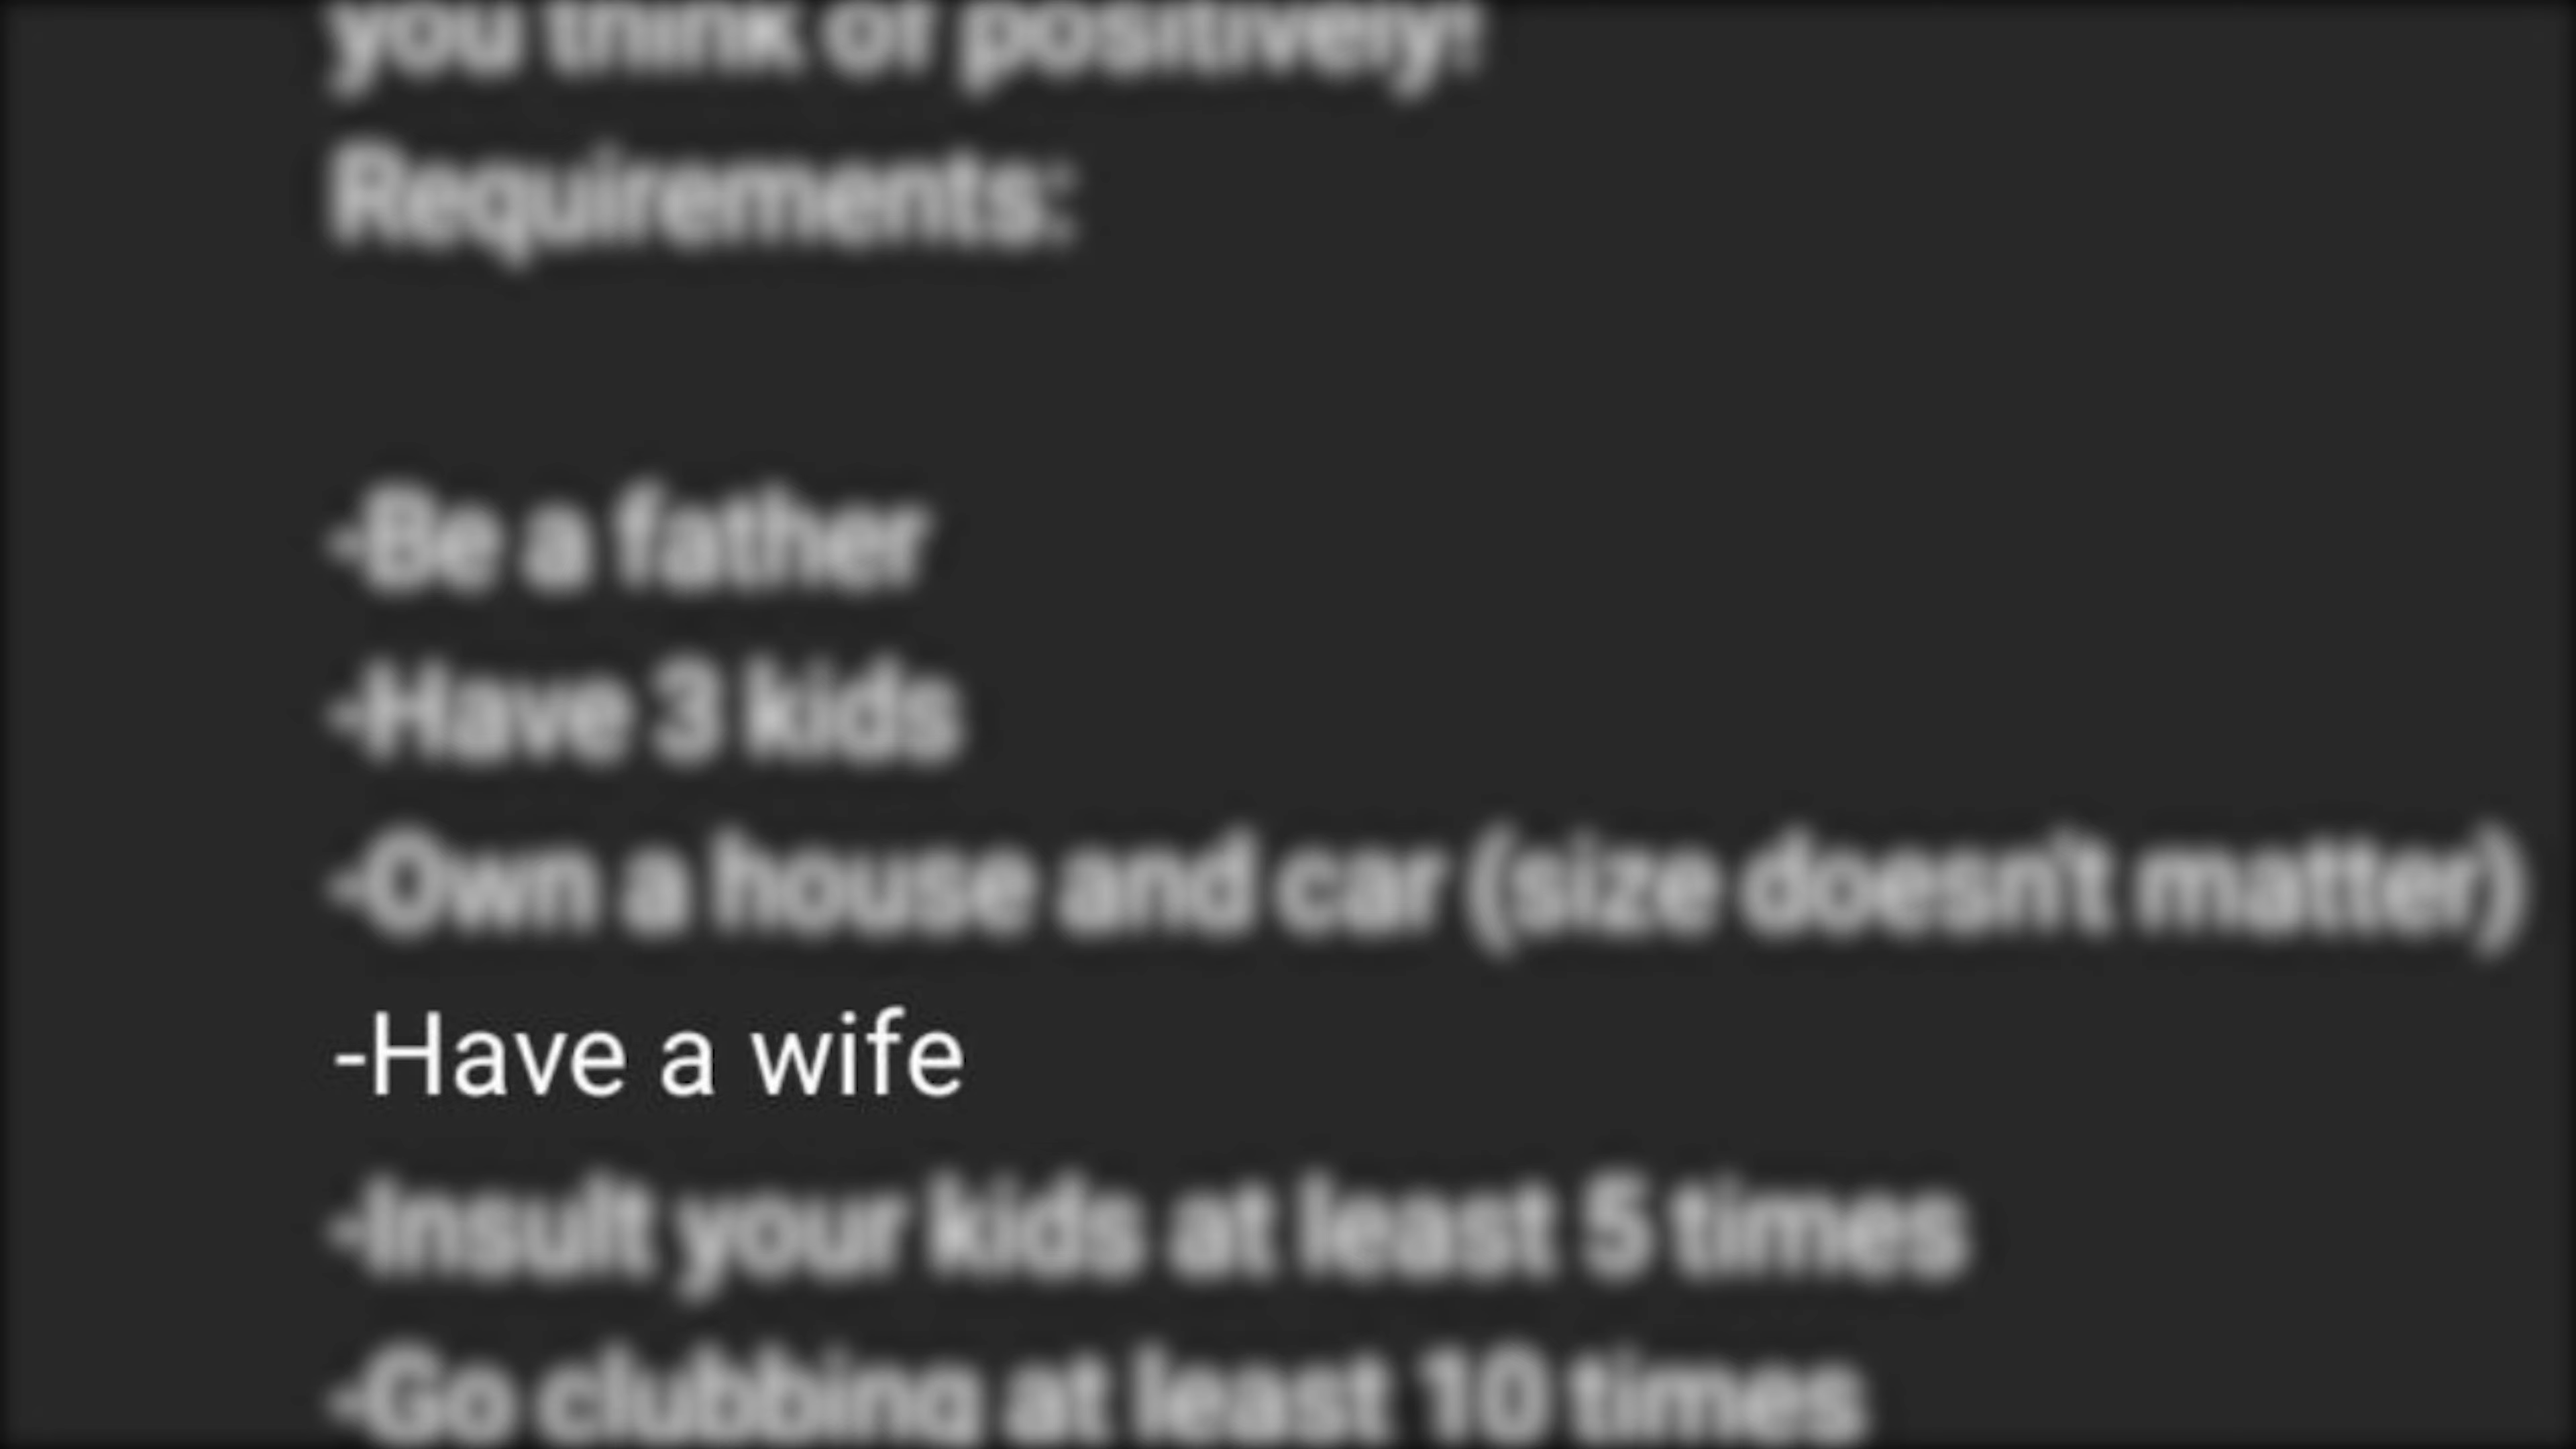 you think of positively!
Requirements:
-Be a father
-Have 3 kids
-Own a house and car (size doesn't matter)
-Have a wife
-Insult your kids at least 5 times
-Go clubbing at least 10 times